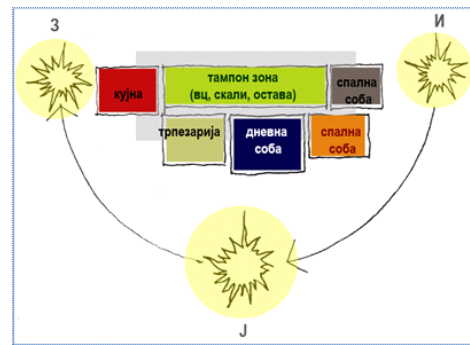 З
И
кујна
тампон зона
(вц, скали, остава)
спална
соба
трпезарија
дневна
соба
спална
соба
Ј